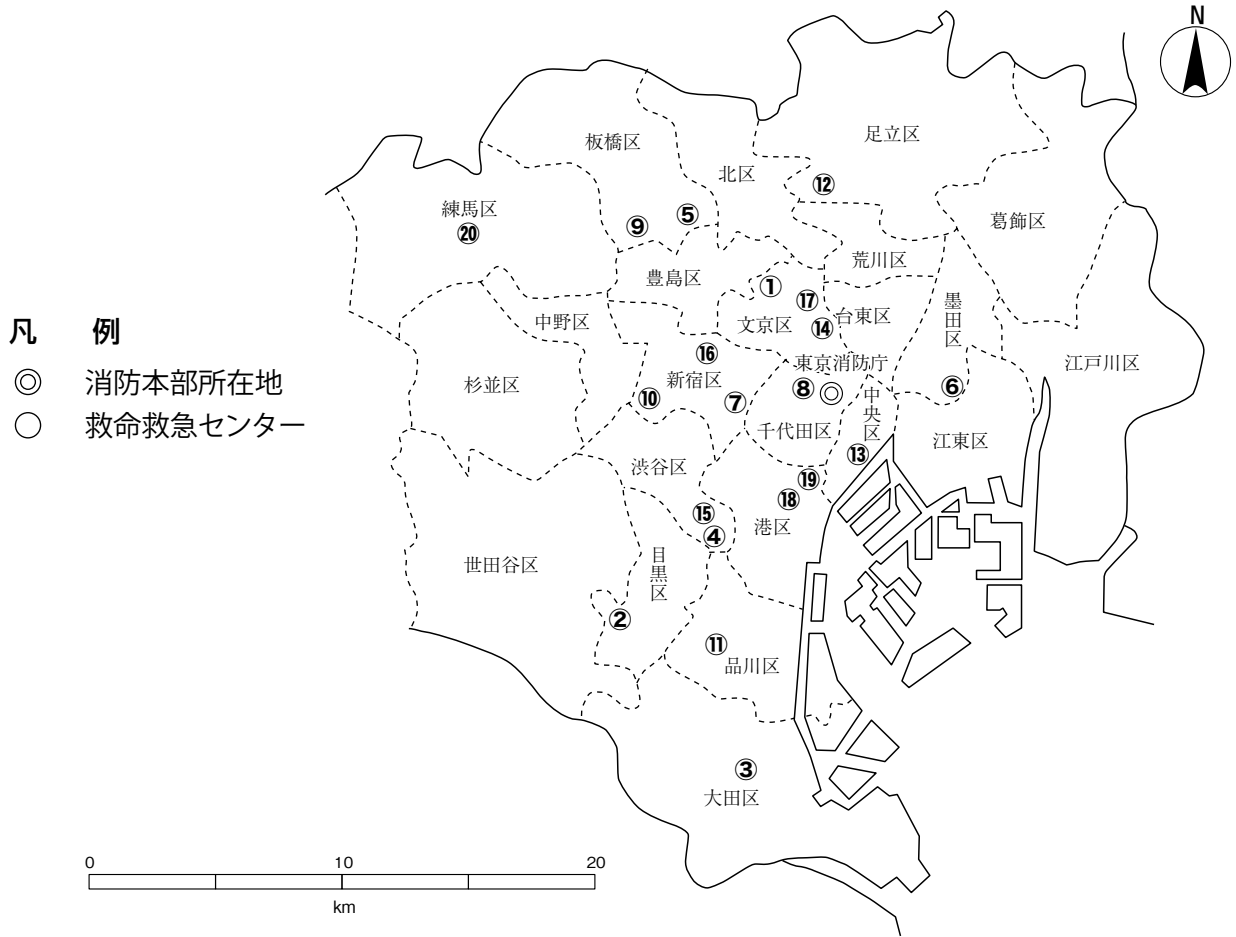 N
足立区
板橋区
北区
⑫
練馬区
⑳
⑨
⑤
葛飾区
荒川区
豊島区
①
⑰
文京区
⑭
台東区
墨田区
中野区
凡 例
◎ 消防本部所在地
○ 救命救急センター
杉並区
⑯
新宿区
⑩
⑦
東京消防庁
⑧
◎
千代田区
中央区
⑬
⑥
江東区
江戸川区
渋谷区
⑲
⑱
港区
⑮
④
世田谷区
目黒区
②
⑪
品川区
③
大田区
0 10 20
km